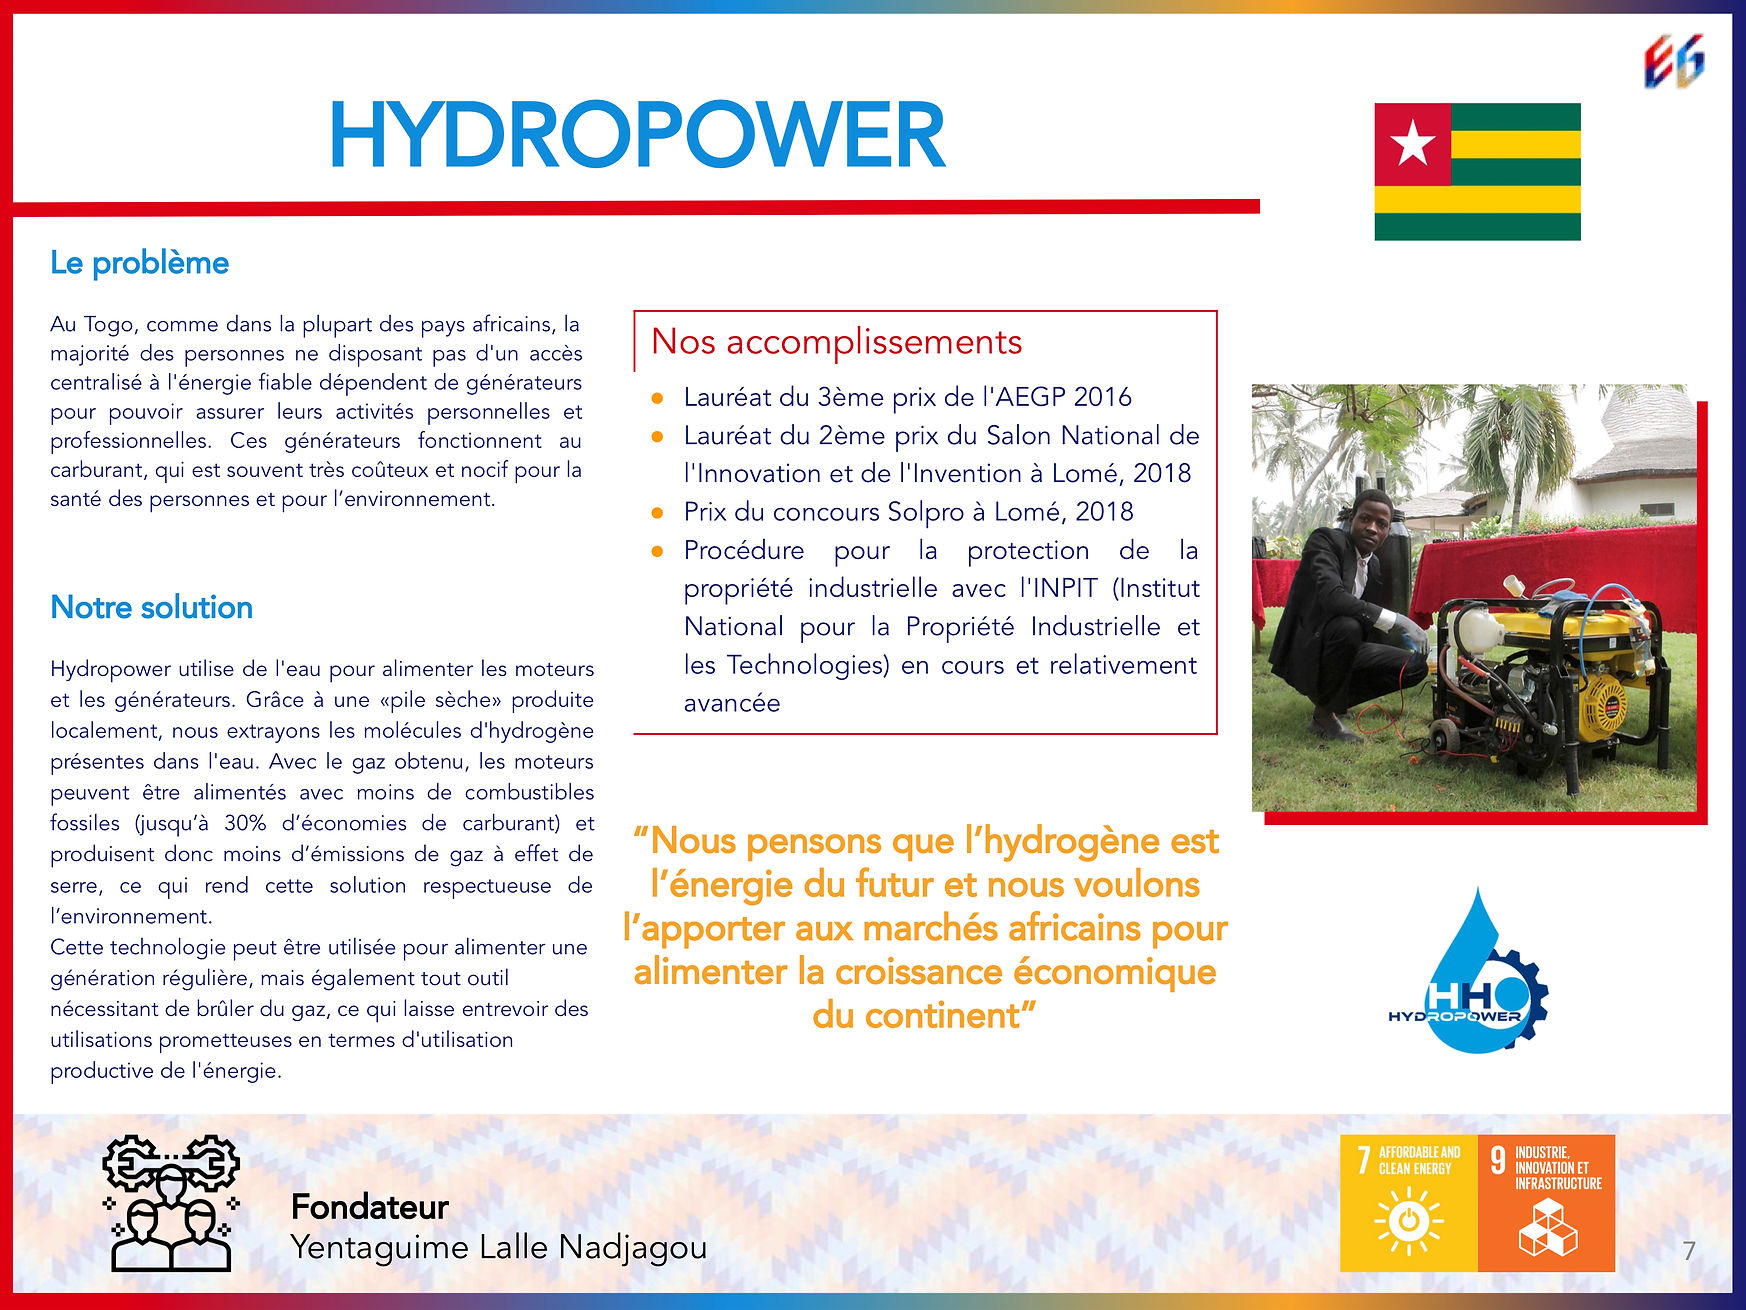 HYDROPOWER
Le problème
Au Togo, comme dans la plupart des pays africains, la
majorité des personnes ne disposant pas d'un accès
centralisé à l'énergie fiable dépendent de générateurs
pour pouvoir assurer leurs activités personnelles et
professionnelles. Ces générateurs fonctionnent au
carburant, qui est souvent très coûteux et nocif pour la
santé des personnes et pour l’environnement.
Notre solution
Hydropower utilise de l'eau pour alimenter les moteurs
et les générateurs. Grâce à une «pile sèche» produite
localement, nous extrayons les molécules d'hydrogène
présentes dans l'eau. Avec le gaz obtenu, les moteurs
peuvent être alimentés avec moins de combustibles
fossiles (jusqu’à 30% d’économies de carburant) et
produisent donc moins d’émissions de gaz à effet de
serre, ce qui rend cette solution respectueuse de
l’environnement.
Cette technologie peut être utilisée pour alimenter une
génération régulière, mais également tout outil
nécessitant de brûler du gaz, ce qui laisse entrevoir des
utilisations prometteuses en termes d'utilisation
productive de l'énergie.
Nos accomplissements
● Lauréat du 3ème prix de l'AEGP 2016
● Lauréat du 2ème prix du Salon National de
l'Innovation et de l'Invention à Lomé, 2018
● Prix du concours Solpro à Lomé, 2018
● Procédure pour la protection de la
propriété industrielle avec l'INPIT (Institut
National pour la Propriété Industrielle et
les Technologies) en cours et relativement
avancée
“Nous pensons que l’hydrogène est
l’énergie du futur et nous voulons
l’apporter aux marchés africains pour
alimenter la croissance économique
du continent”
E6
HHO
HYDROPOWER
Fondateur
Yentaguime Lalle Nadjagou
7 AFFORDABLE AND
CLEAN ENERGY
9 INDUSTRIE,
INNOVATION ET
INFRASTRUCTURE
7